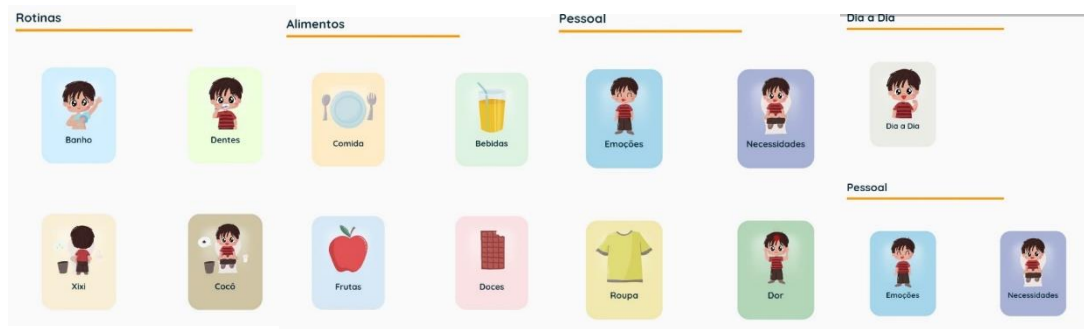 Rotinas
Banho
Dentes
Xixi
Cocô
Alimentos
Comida
Bebidas
Frutas
Doces
Pessoal
Emoções
Necessidades
Roupa
Dor
Dia a Dia
Dia a Dia
Pessoal
Emoções
Necessidades